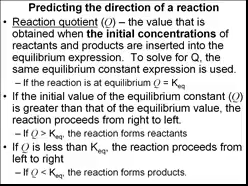 Predicting the direction of a reaction
• Reaction quotient (Q) – the value that is
obtained when the initial concentrations of
reactants and products are inserted into the
equilibrium expression. To solve for Q, the
same equilibrium constant expression is used.
– If the reaction is at equilibrium Q = Keq
• If the initial value of the equilibrium constant (Q)
is greater than that of the equilibrium value, the
reaction proceeds from right to left.
– If Q > Keq, the reaction forms reactants
• If Q is less than Keq, the reaction proceeds from
left to right
– If Q < Keq, the reaction forms products.